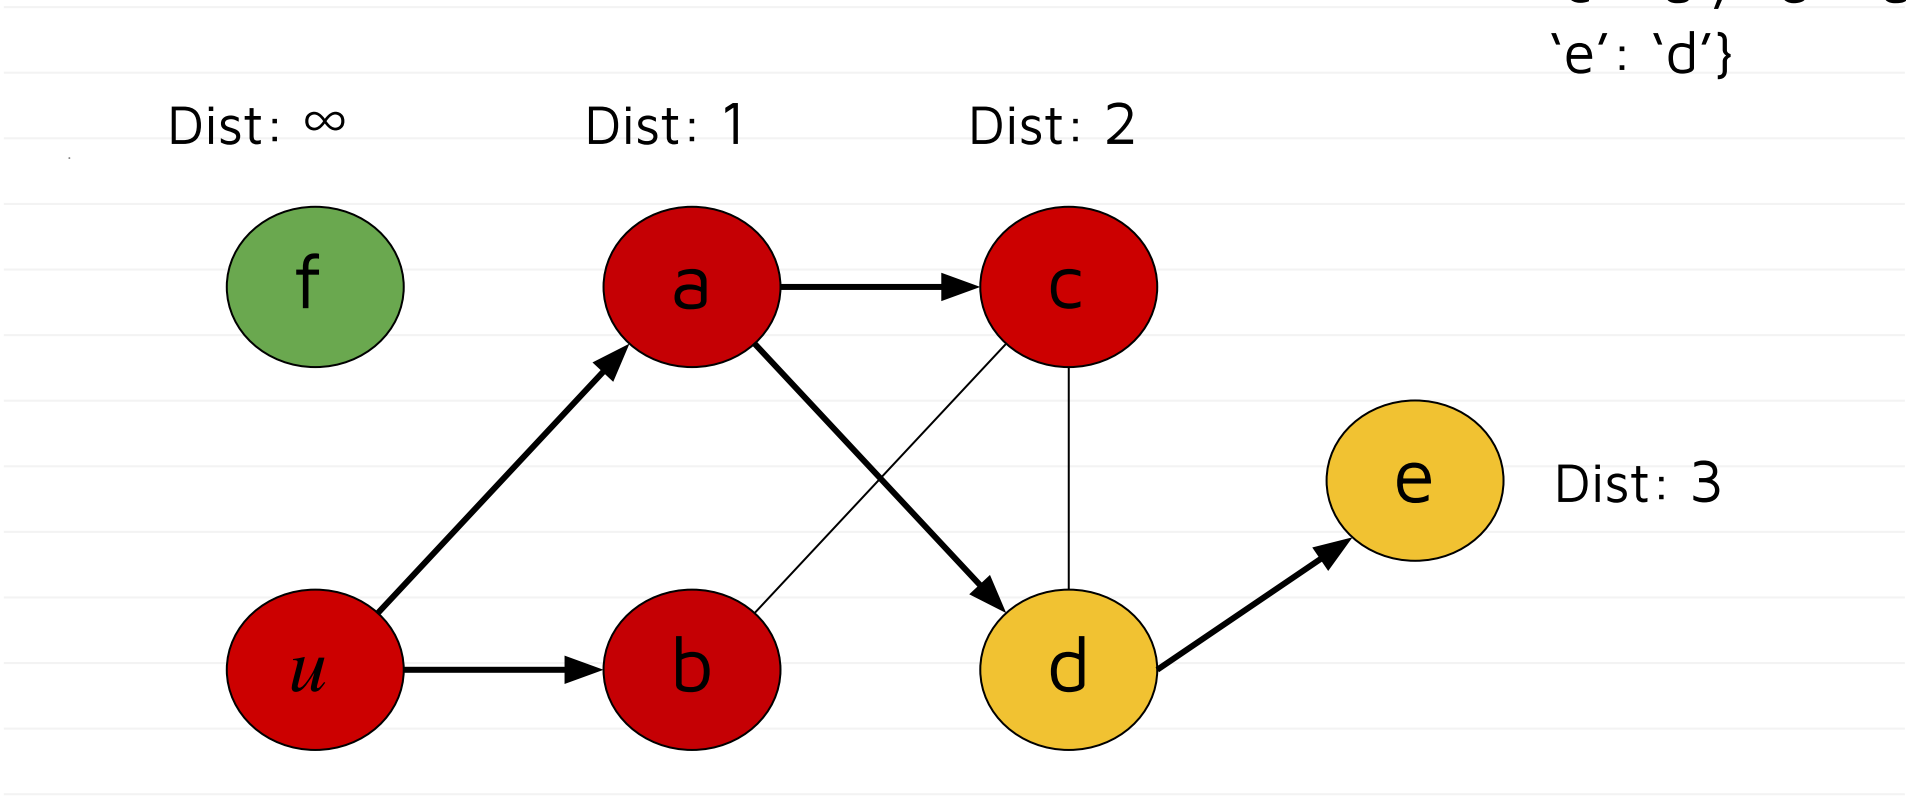 ‘e’: ‘d’}
Dist: ∞ Dist: 1 Dist: 2
f a c
e Dist: 3
u b d